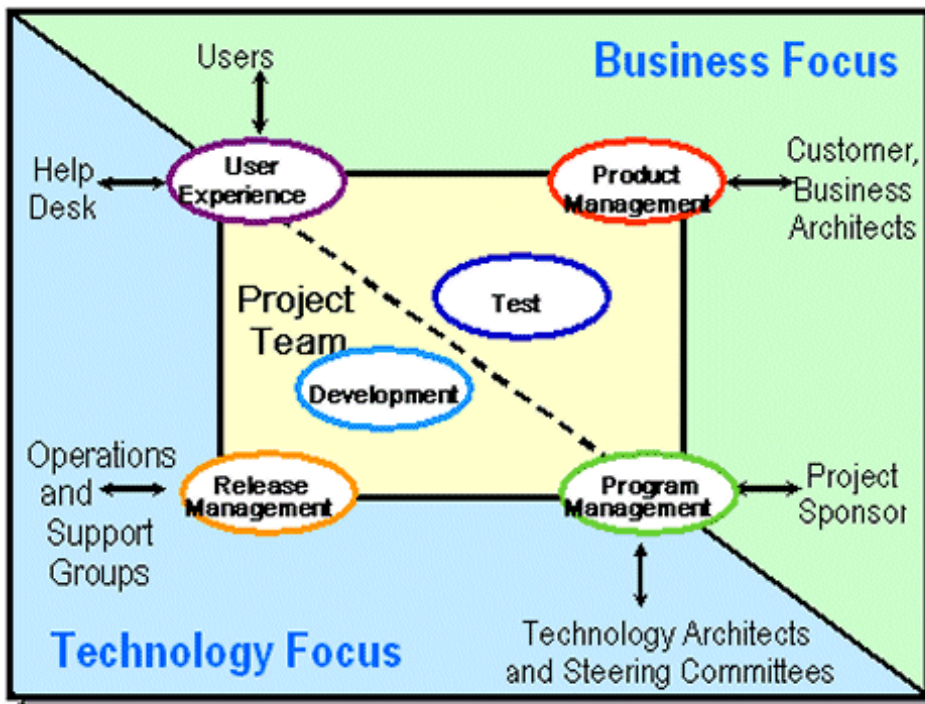 Users
Business Focus
Help
Desk
User
Experience
Product
Management
Customer,
Business
Architects
Project
Team
Test
Development
Operations
and
Support
Groups
Release
Management
Program
Management
Project
Sponsor
Technology Focus
Technology Architects
and Steering Committees